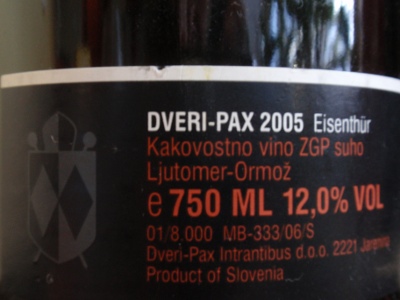 DVERI-PAX 2005 Eisenthür
Kakovostno vino ZGP suho
Ljutomer-Ormož
e 750 ML 12,0% VOL
01/8.000 MB-333/06/S
Dveri-Pax Intrantibus d.o.o. 2221 Jarenina
Product of Slovenia